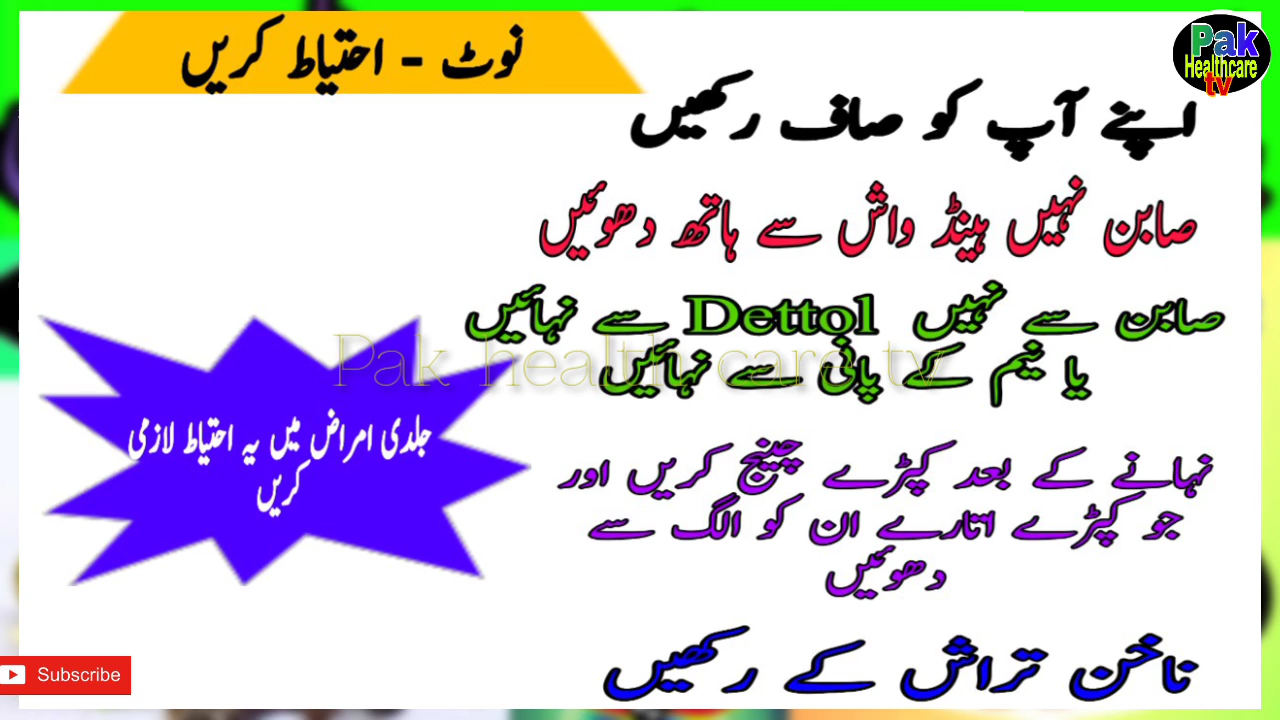 نوٹ - احتیاط کریں
Pak
Healthcare
tv
اپنے آپ کو صاف رکھیں
صابن نہیں ہینڈ واش سے ہاتھ دھوئیں
صابن سے نہیں Dettol سے نہائیں
یا نیم کے پانی سے نہائیں
Pak health care tv
جلدی امراض میں یہ احتیاط لازمی
کریں
نہانے کے بعد کپڑے چینج کریں اور
جو کپڑے اتارے ان کو الگ سے
دھوئیں
ناخن تراش کے رکھیں
Subscribe